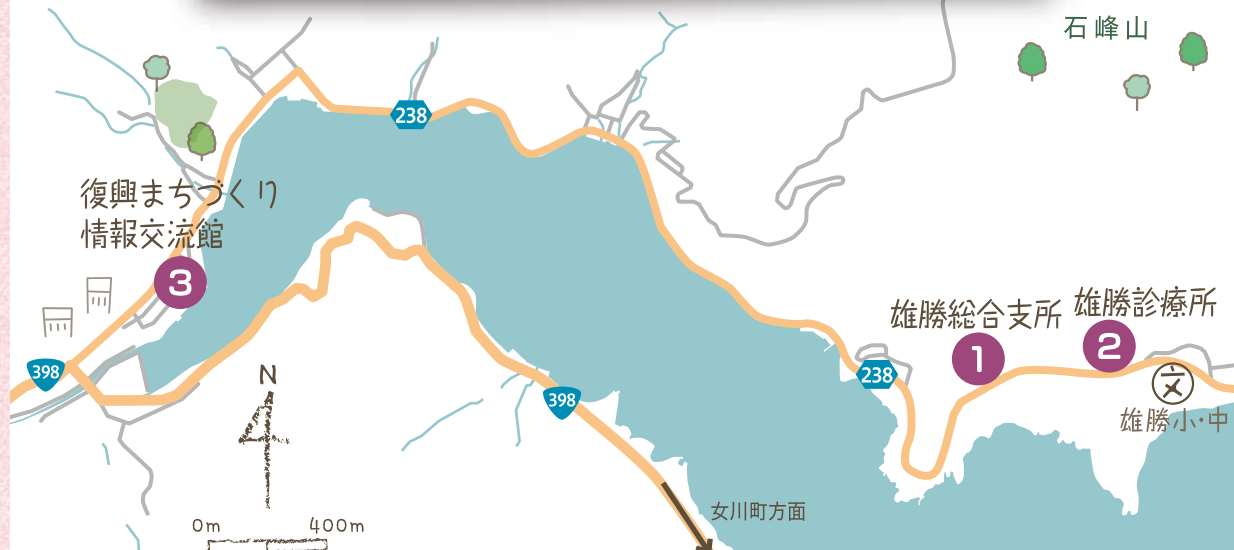 石峰山
238
復興まちづくり
情報交流館
3
398
N
0m 400m
398
238
雄勝総合支所
1
雄勝診療所
2
文
雄勝小・中
女川町方面